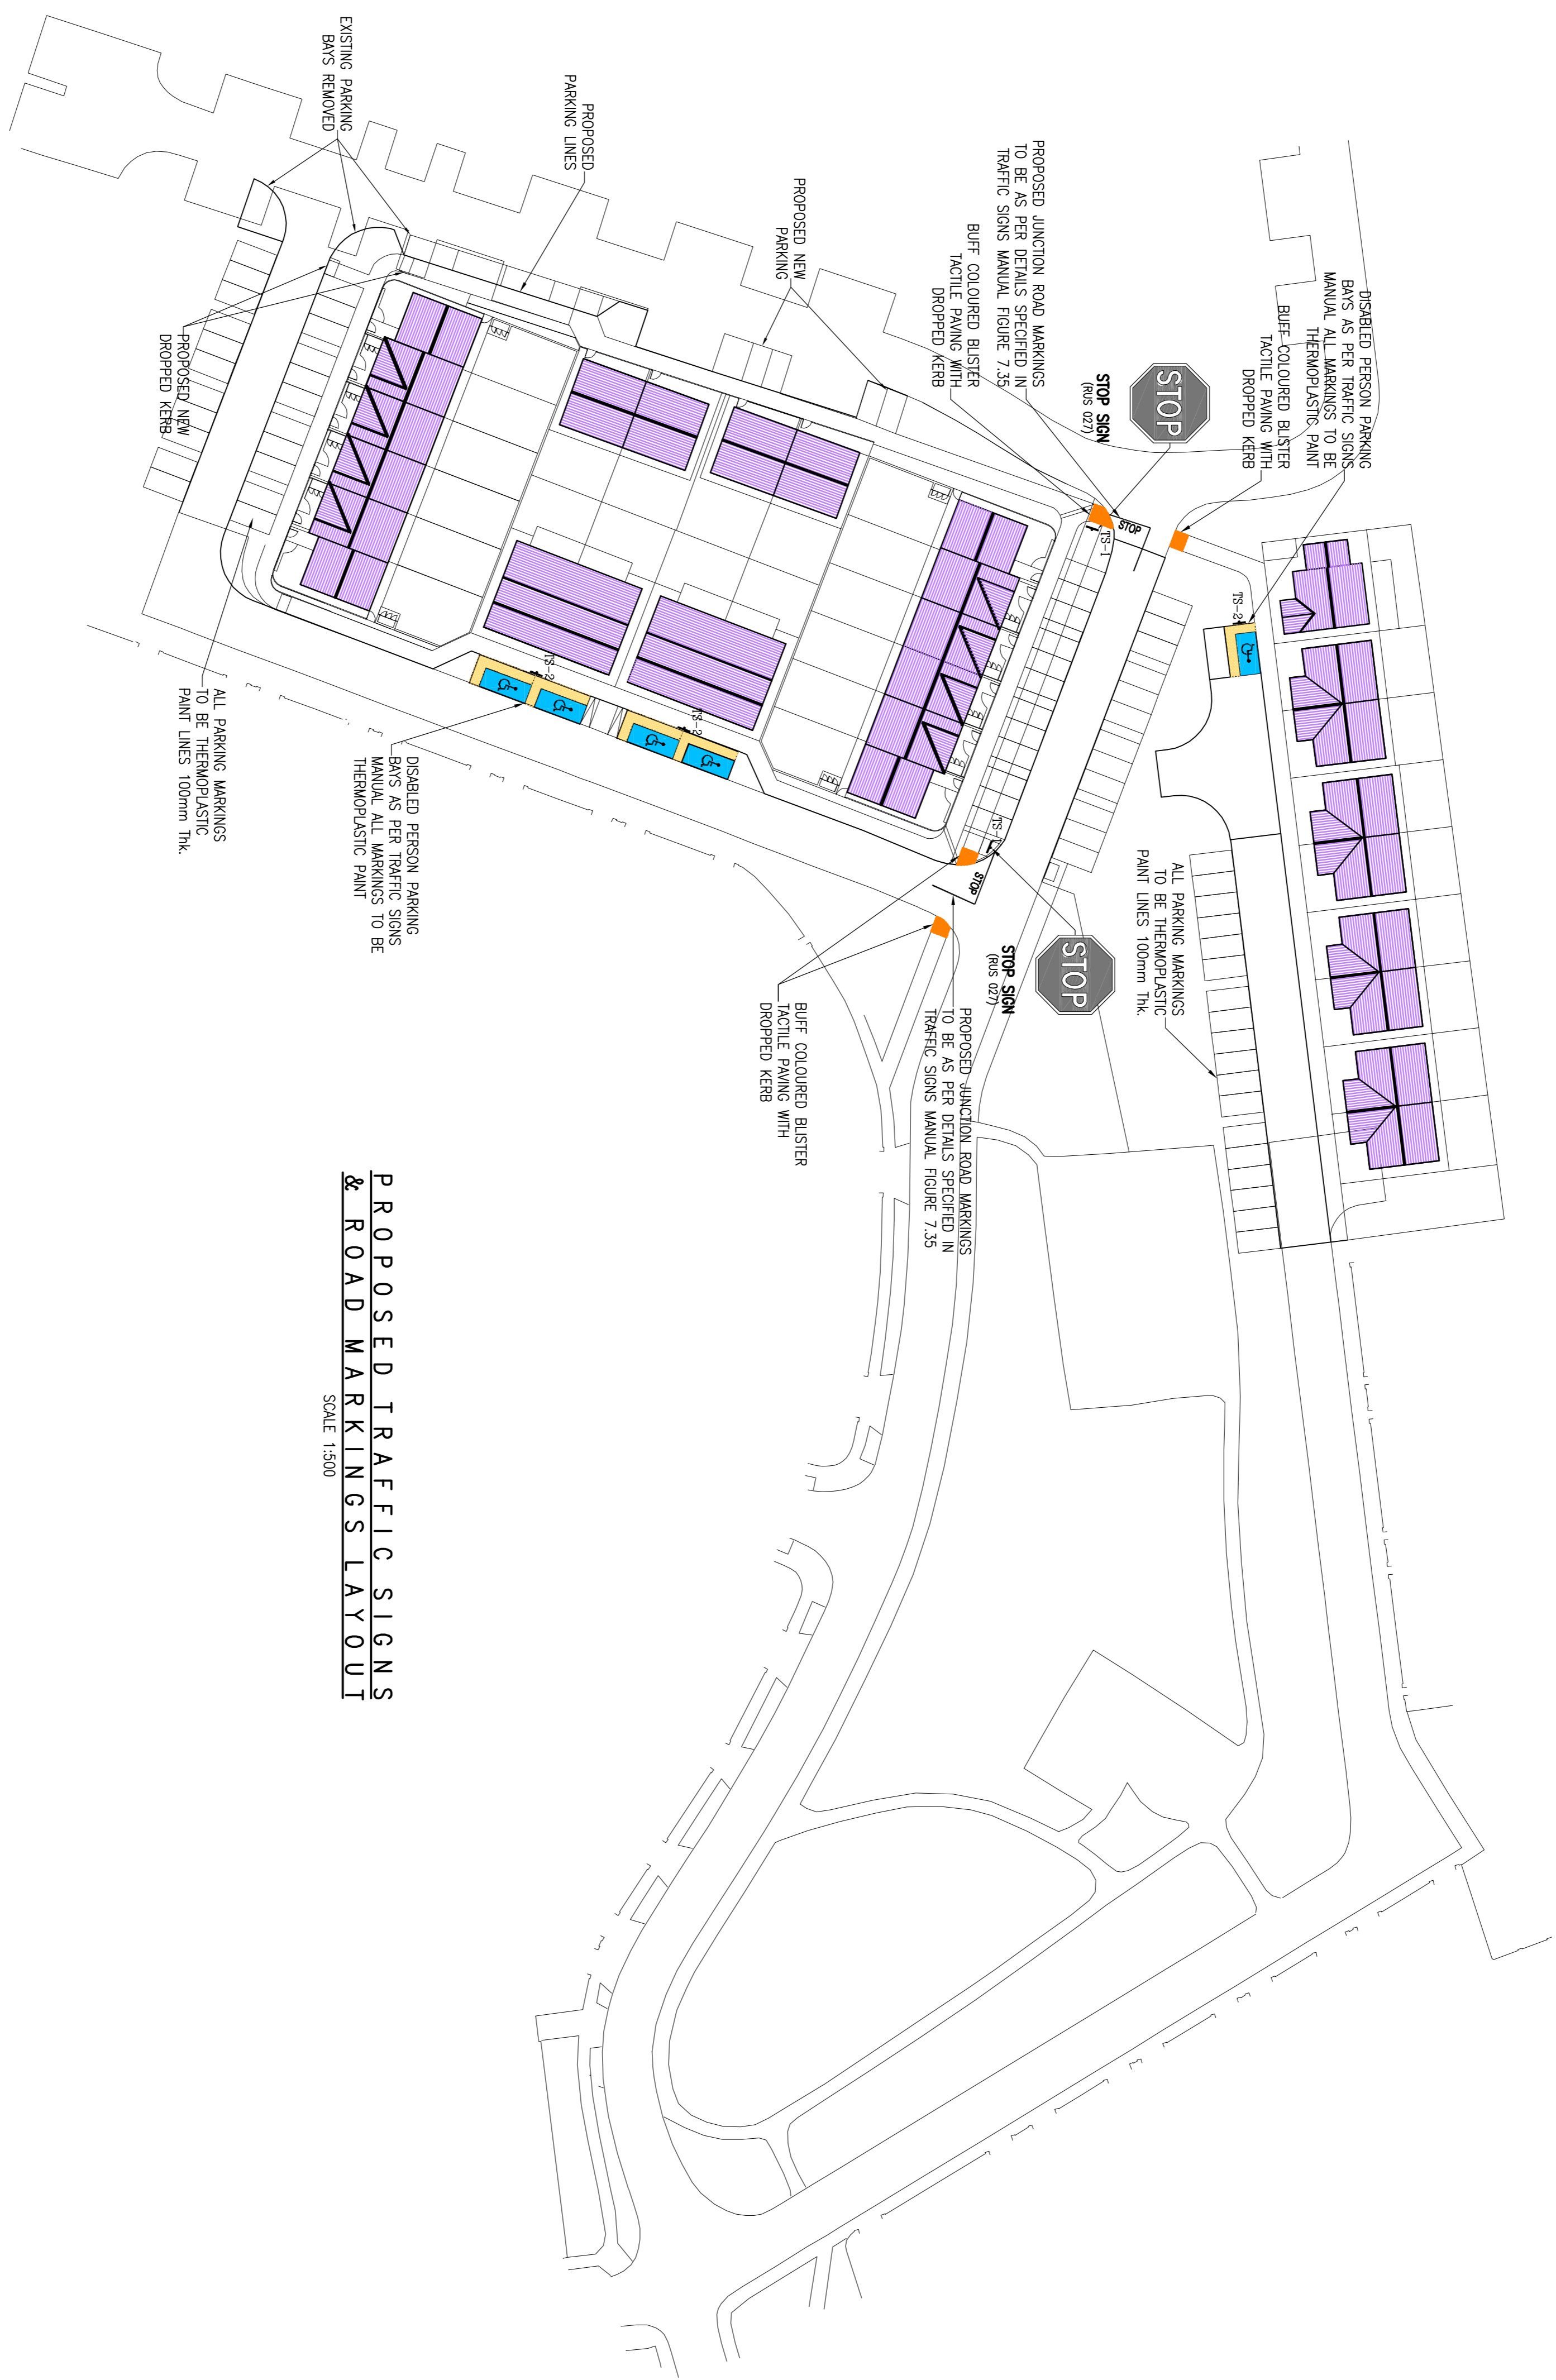 EXISTING PARKING
BAYS REMOVED
PROPOSED
PARKING LINES
PROPOSED NEW
PARKING
PROPOSED JUNCTION ROAD MARKINGS
TO BE AS PER DETAILS SPECIFIED IN
TRAFFIC SIGNS MANUAL FIGURE 7.35
BUFF COLOURED BLISTER
TACTILE PAVING WITH
DROPPED KERB
DISABLED PERSON PARKING
BAYS AS PER TRAFFIC SIGNS
MANUAL ALL MARKINGS TO BE
THERMOPLASTIC PAINT
BUFF COLOURED BLISTER
TACTILE PAVING WITH
DROPPED KERB
STOP
STOP SIGN
(RUS 027)
STOP
TS-1
TS-2
PROPOSED NEW
DROPPED KERB
TS-2
TS-2
TS-1
STOP
ALL PARKING MARKINGS
TO BE THERMOPLASTIC
PAINT LINES 100mm Thk.
DISABLED PERSON PARKING
BAYS AS PER TRAFFIC SIGNS
MANUAL ALL MARKINGS TO BE
THERMOPLASTIC PAINT
ALL PARKING MARKINGS
TO BE THERMOPLASTIC
PAINT LINES 100mm Thk.
STOP
STOP SIGN
(RUS 027)
PROPOSED JUNCTION ROAD MARKINGS
TO BE AS PER DETAILS SPECIFIED IN
TRAFFIC SIGNS MANUAL FIGURE 7.35
BUFF COLOURED BLISTER
TACTILE PAVING WITH
DROPPED KERB
PROPOSED TRAFFIC SIGNS
& ROAD MARKINGS LAYOUT
SCALE 1:500